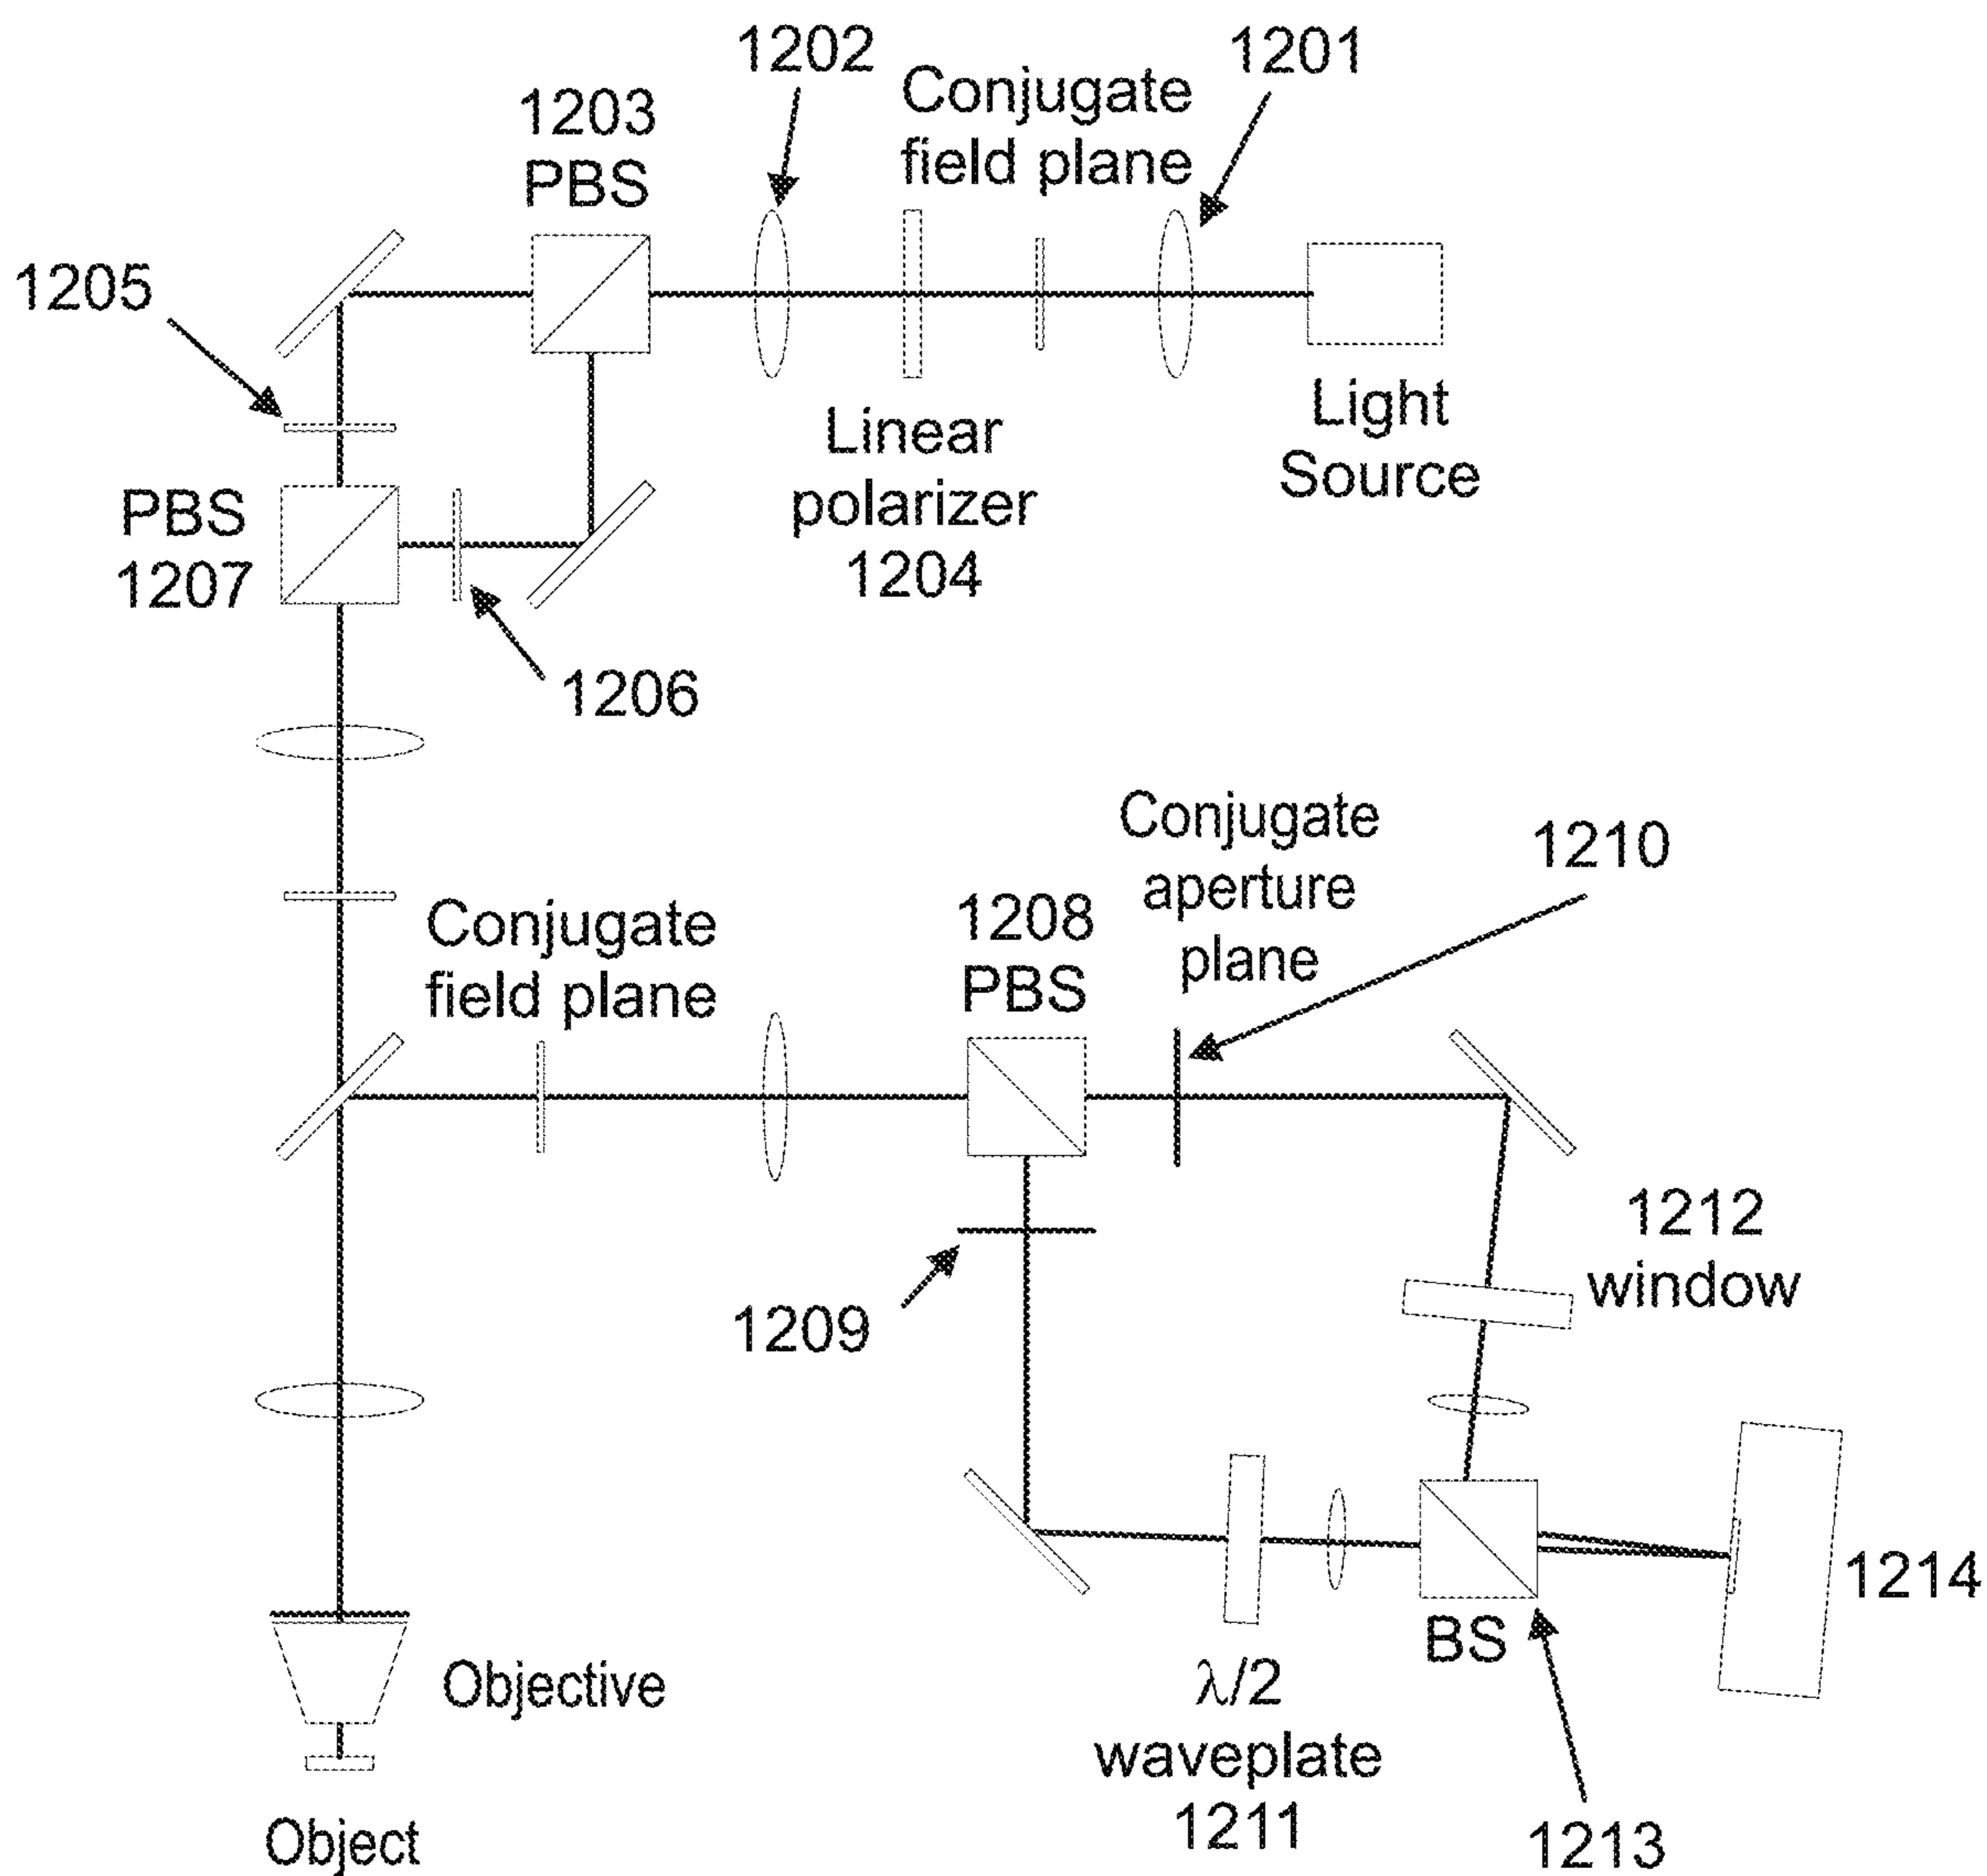 1202
1201
1203
PBS
Conjugate
field plane
1205
Light
Source
Linear
polarizer
1204
PBS
1207
1206
Conjugate
aperture
plane
1210
Conjugate
field plane
1208
PBS
1212
window
1209
1214
BS
Objective
λ/2
waveplate
1211
1213
Object